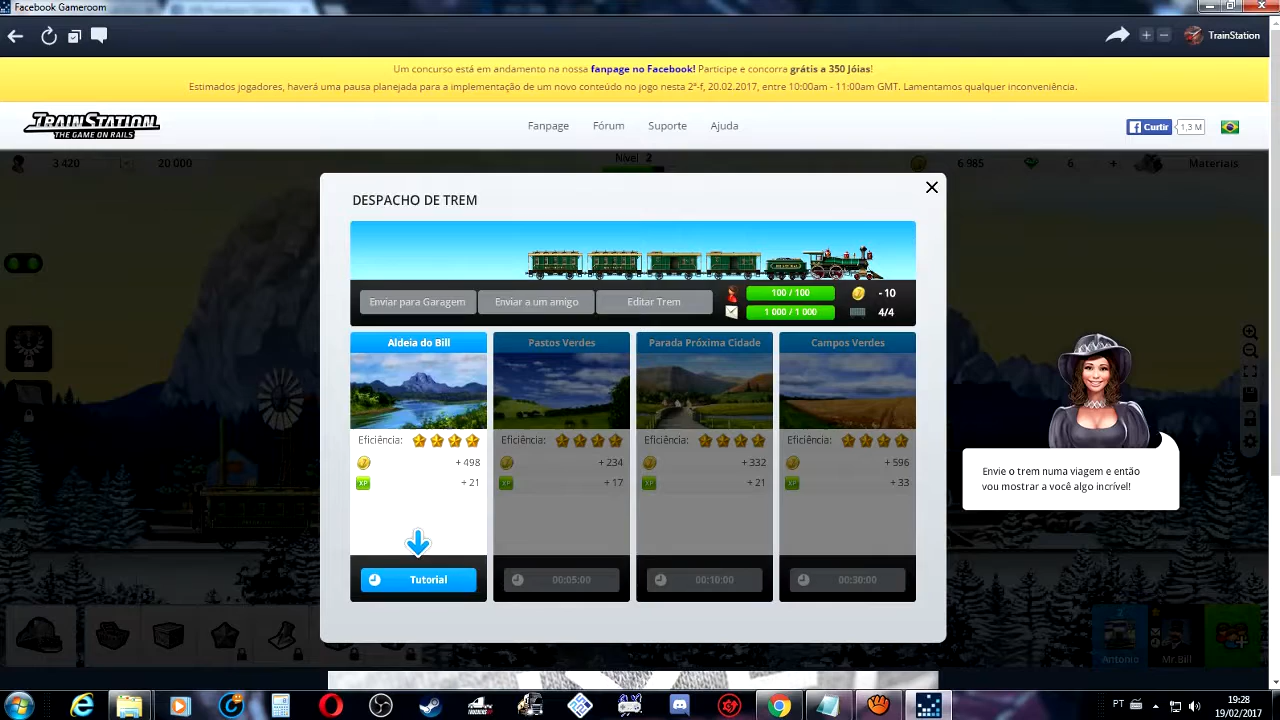 Facebook Gameroom
TrainStation
Um concurso está em andamento na nossa fanpage no Facebook! Participe e concorra grátis a 350 Jóias!
Estimados jogadores, haverá uma pausa planejada para a implementação de um novo conteúdo no jogo nesta 2ª-f, 20.02.2017, entre 10:00am - 11:00am GMT. Lamentamos qualquer inconveniência.
TRAINSTATION
THE GAME ON RAILS
Fanpage Fórum Suporte Ajuda
Curtir 1,3 M
3 420 20 000 Nível 2 6 985 6 + Materiais
DESPACHO DE TREM
Enviar para Garagem Enviar a um amigo Editar Trem
100 / 100 - 10
1 000 / 1 000 4/4
Aldeia do Bill Pastos Verdes Parada Próxima Cidade Campos Verdes
Eficiência: Eficiência: Eficiência: Eficiência:
+ 498 + 234 + 332 + 596
XP + 21 XP + 17 XP + 21 XP + 33
Tutorial 00:05:00 00:10:00 00:30:00
Envie o trem numa viagem e então
vou mostrar a você algo incrível!
2
Antonio Mr.Bill
PT 19:28
19/02/2017